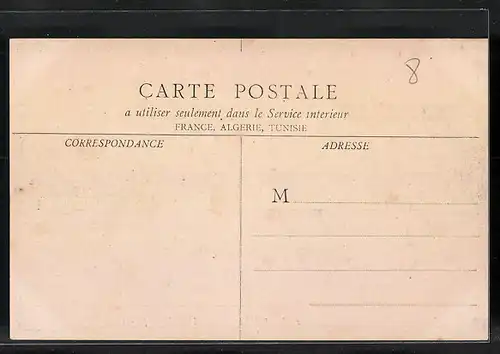 8
CARTE POSTALE
a utiliser seulement dans le Service interieur
FRANCE, ALGERIE, TUNISIE
CORRESPONDANCE
ADRESSE
M